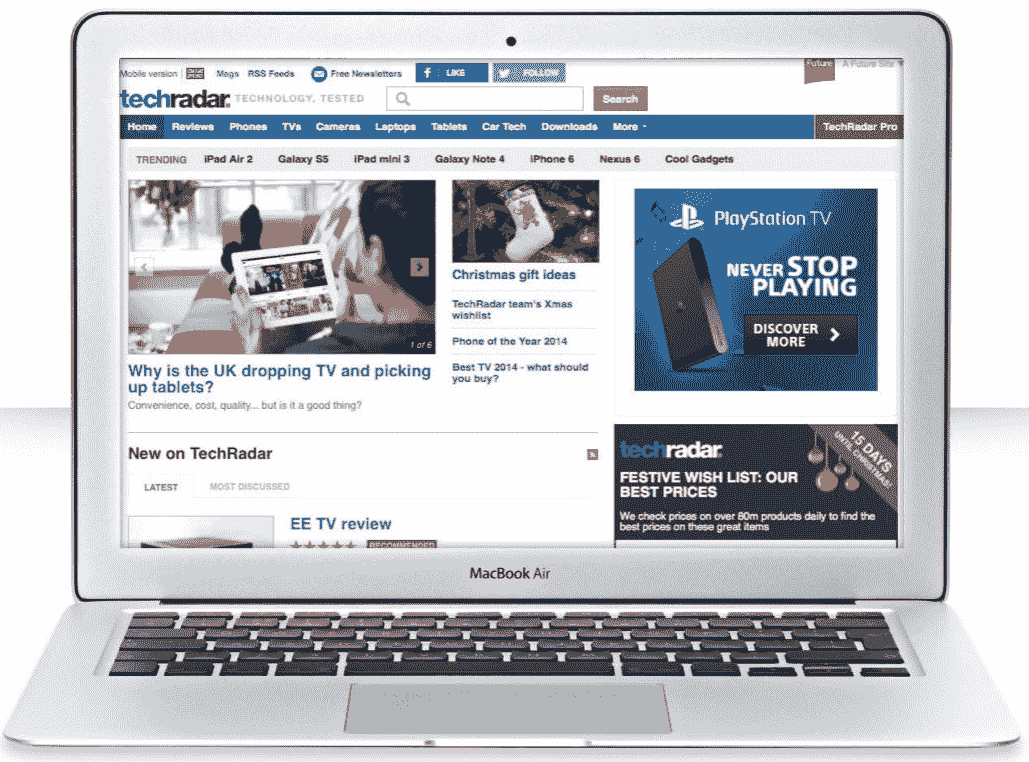 Mobile version
Mags RSS Feeds Free Newsletters f LIKE FOLLOW
Future A Future Site
techradar. TECHNOLOGY, TESTED
Search
Home Reviews Phones TVs Cameras Laptops Tablets Car Tech Downloads More TechRadar Pro
TRENDING iPad Air 2 Galaxy S5 iPad mini 3 Galaxy Note 4 iPhone 6 Nexus 6 Cool Gadgets
1 of 6
Why is the UK dropping TV and picking
up tablets?
Convenience, cost, quality... but is it a good thing?
Christmas gift ideas
TechRadar team's Xmas
wishlist
Phone of the Year 2014
Best TV 2014 - what should
you buy?
PlayStation TV
NEVER STOP
PLAYING
DISCOVER
MORE
New on TechRadar
LATEST MOST DISCUSSED
EE TV review
RECOMMENDED
techradar.
15 DAYS
UNTIL CHRISTMAS!
FESTIVE WISH LIST: OUR
BEST PRICES
We check prices on over 80m products daily to find the
best prices on these great items
MacBook Air